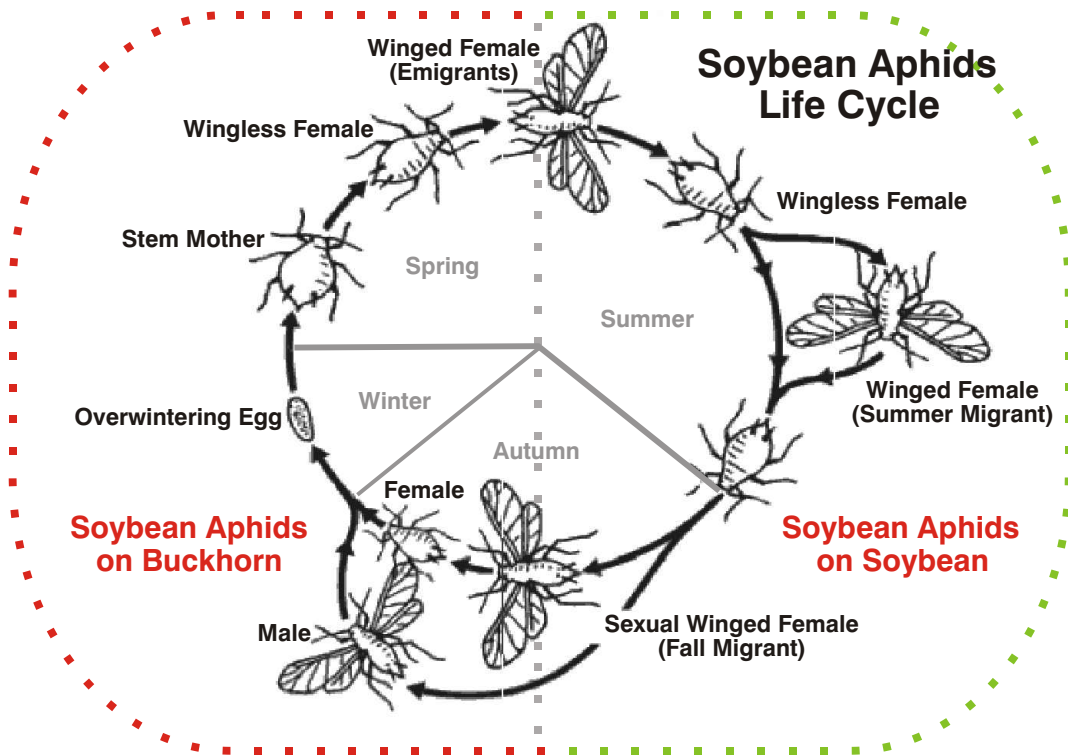 Soybean Aphids
Life Cycle
Winged Female
(Emigrants)
Wingless Female
Stem Mother
Wingless Female
Spring
Summer
Winged Female
(Summer Migrant)
Winter
Overwintering Egg
Autumn
Female
Soybean Aphids
on Buckhorn
Soybean Aphids
on Soybean
Male
Sexual Winged Female
(Fall Migrant)